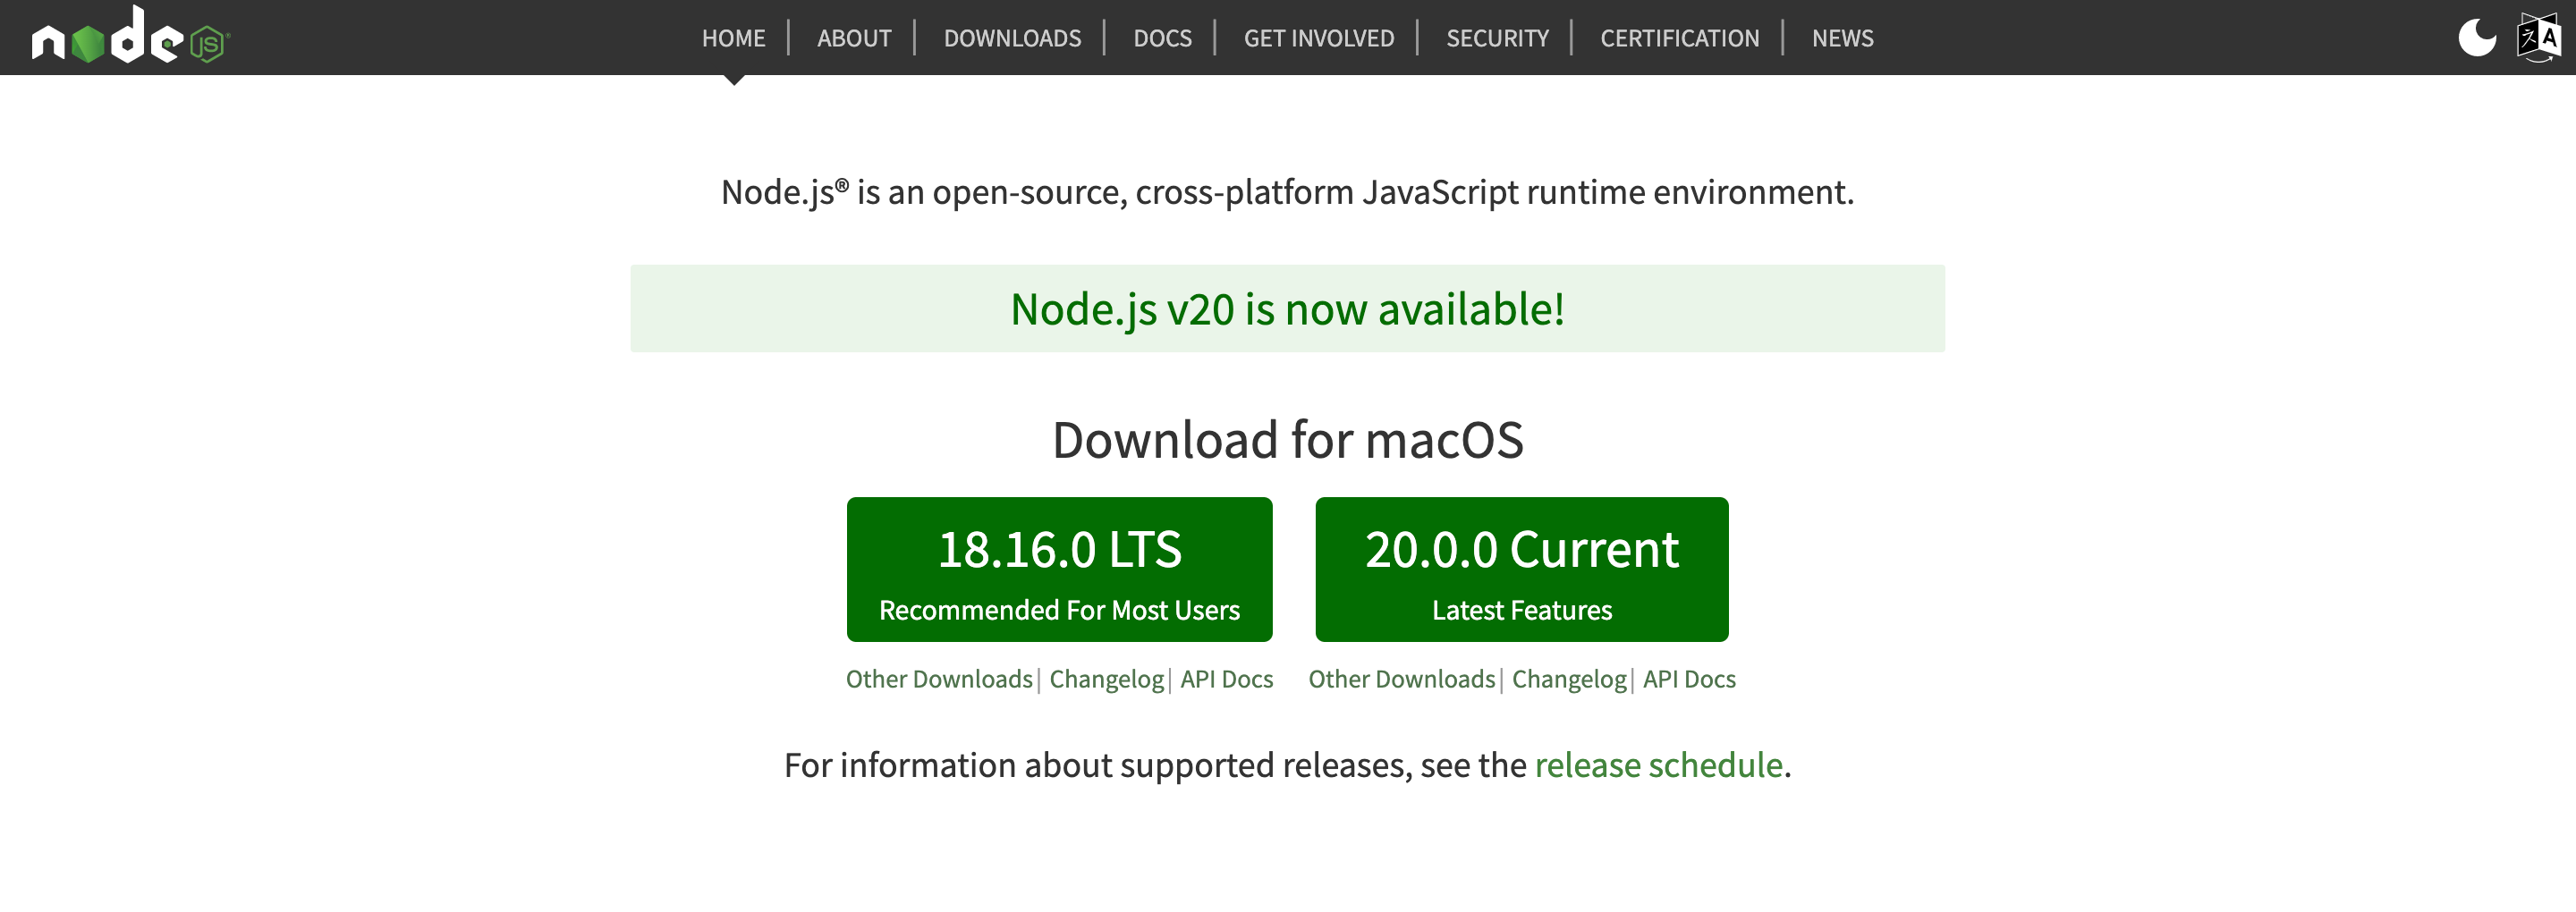 node JS®
HOME | ABOUT | DOWNLOADS | DOCS | GET INVOLVED | SECURITY | CERTIFICATION | NEWS
Node.js® is an open-source, cross-platform JavaScript runtime environment.
Node.js v20 is now available!
Download for macOS
18.16.0 LTS
Recommended For Most Users
20.0.0 Current
Latest Features
Other Downloads | Changelog | API Docs
Other Downloads | Changelog | API Docs
For information about supported releases, see the release schedule.